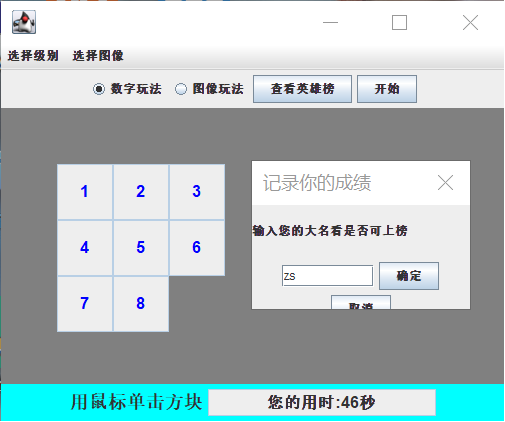 选择级别 选择图像
数字玩法 图像玩法 查看英雄榜 开始
1 2 3
4 5 6
7 8
记录你的成绩
输入您的大名看是否可上榜
zs 确定
取消
用鼠标单击方块 您的用时:46秒